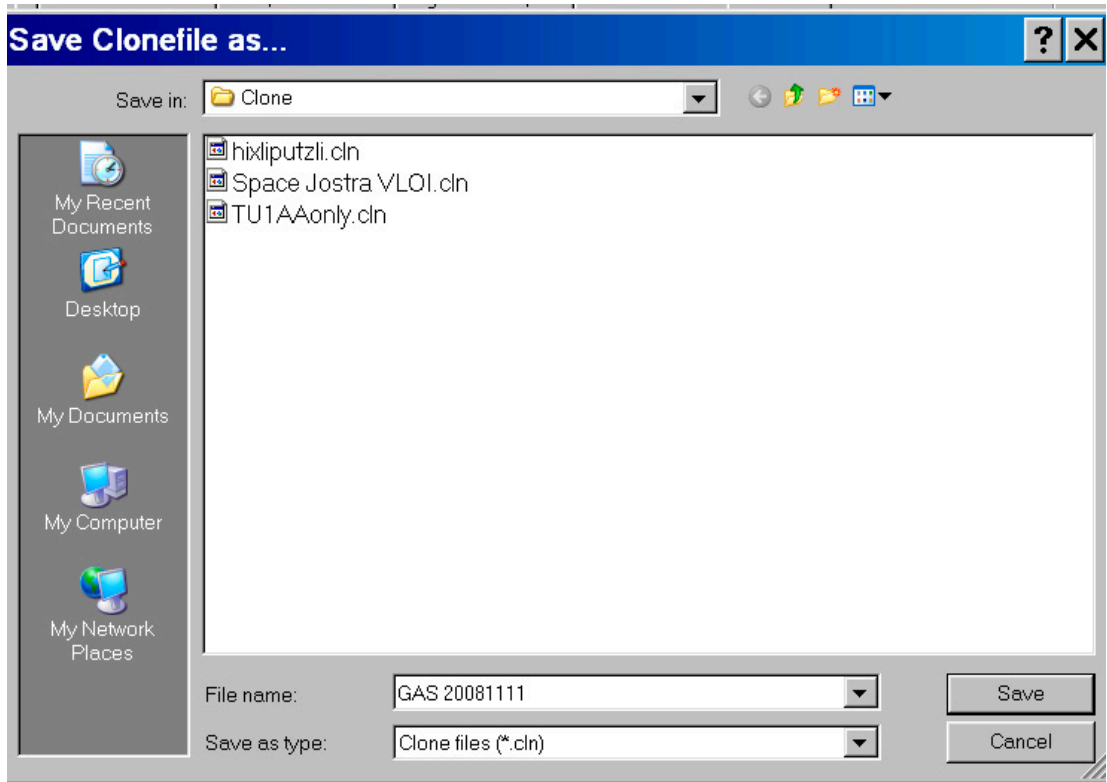 Save Clonefile as...
Save in:
Clone
My Recent
Documents
Desktop
My Documents
My Computer
My Network
Places
hixliputzli.cln
Space Jostra VLOI.cln
TU1AAonly.cln
File name:
GAS 20081111
Save
Save as type:
Clone files (*.cln)
Cancel